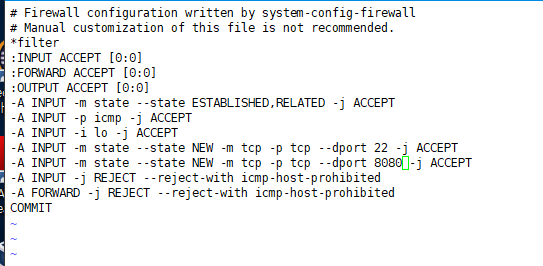 # Firewall configuration written by system-config-firewall
# Manual customization of this file is not recommended.
*filter
:INPUT ACCEPT [0:0]
:FORWARD ACCEPT [0:0]
:OUTPUT ACCEPT [0:0]
-A INPUT -m state --state ESTABLISHED,RELATED -j ACCEPT
-A INPUT -p icmp -j ACCEPT
-A INPUT -i lo -j ACCEPT
-A INPUT -m state --state NEW -m tcp -p tcp --dport 22 -j ACCEPT
-A INPUT -m state --state NEW -m tcp -p tcp --dport 8080 -j ACCEPT
-A INPUT -j REJECT --reject-with icmp-host-prohibited
-A FORWARD -j REJECT --reject-with icmp-host-prohibited
COMMIT
~
~
~